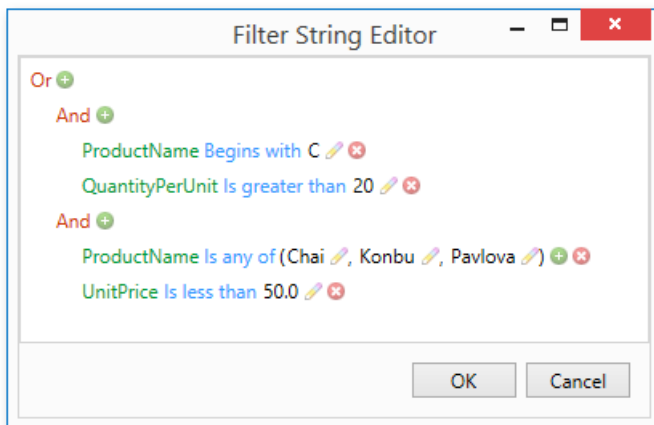 Filter String Editor
Or
And
ProductName Begins with C
QuantityPerUnit Is greater than 20
And
ProductName Is any of (Chai , Konbu , Pavlova )
UnitPrice Is less than 50.0
OK Cancel